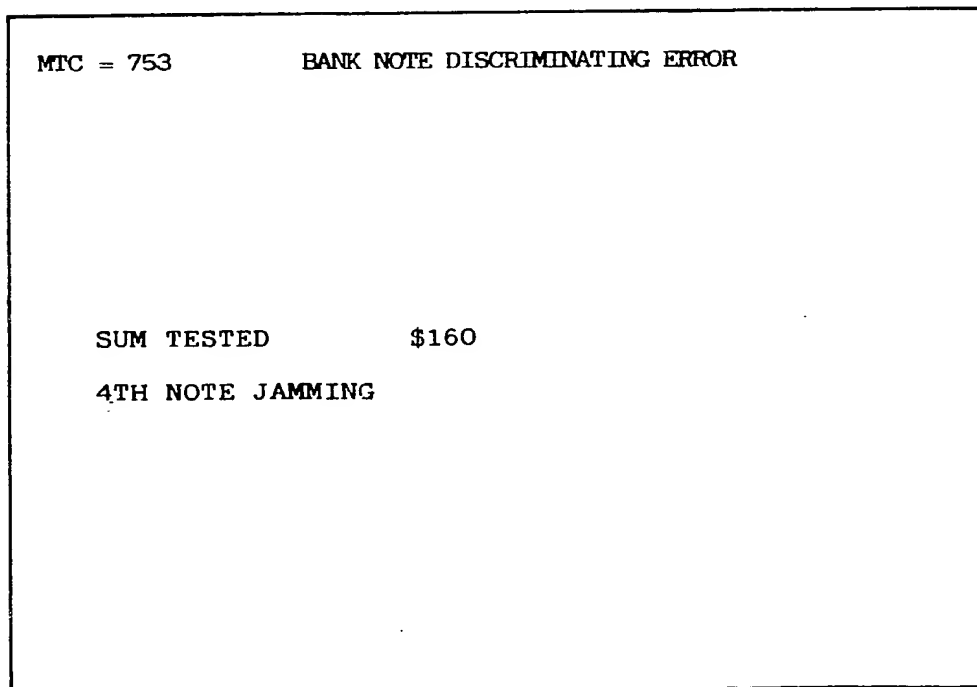 MTC = 753 BANK NOTE DISCRIMINATING ERROR
SUM TESTED $160
4TH NOTE JAMMING